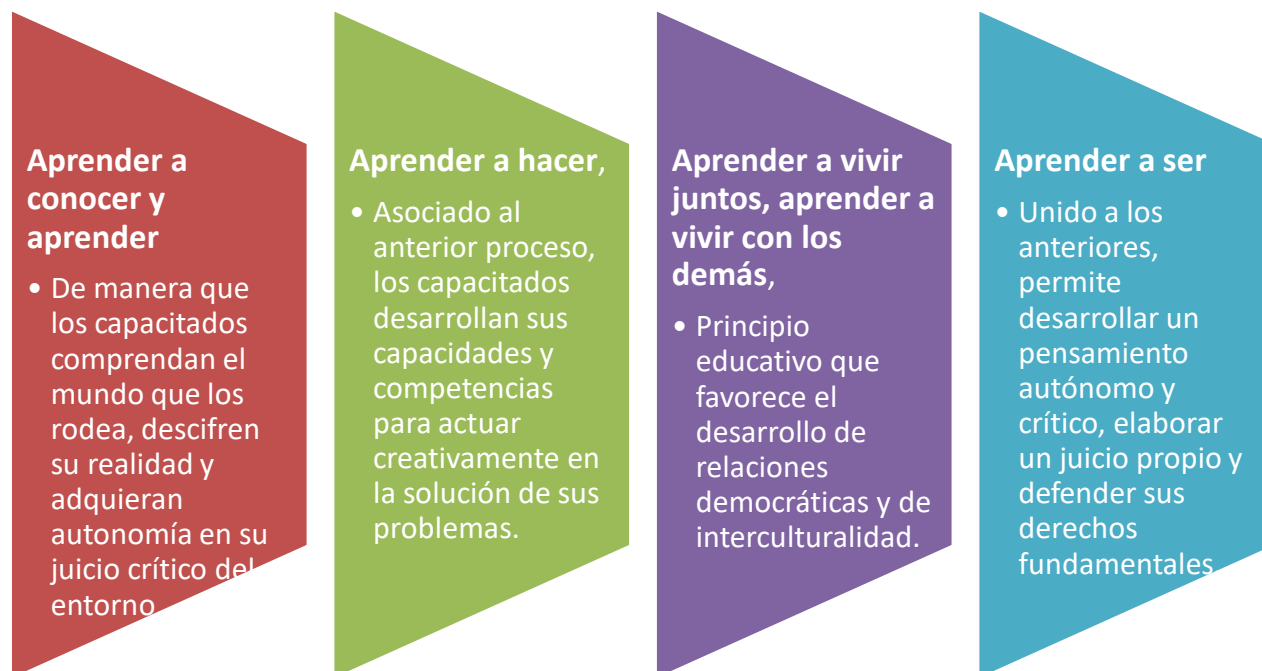 Aprender a
conocer y
aprender
• De manera que
los capacitados
comprendan el
mundo que los
rodea, descifren
su realidad y
adquieran
autonomía en su
juicio crítico del
entorno
Aprender a hacer,
• Asociado al
anterior proceso,
los capacitados
desarrollan sus
capacidades y
competencias
para actuar
creativamente en
la solución de sus
problemas.
Aprender a vivir
juntos, aprender a
vivir con los
demás,
• Principio
educativo que
favorece el
desarrollo de
relaciones
democráticas y de
interculturalidad.
Aprender a ser
• Unido a los
anteriores,
permite
desarrollar un
pensamiento
autónomo y
crítico, elaborar
un juicio propio y
defender sus
derechos
fundamentales